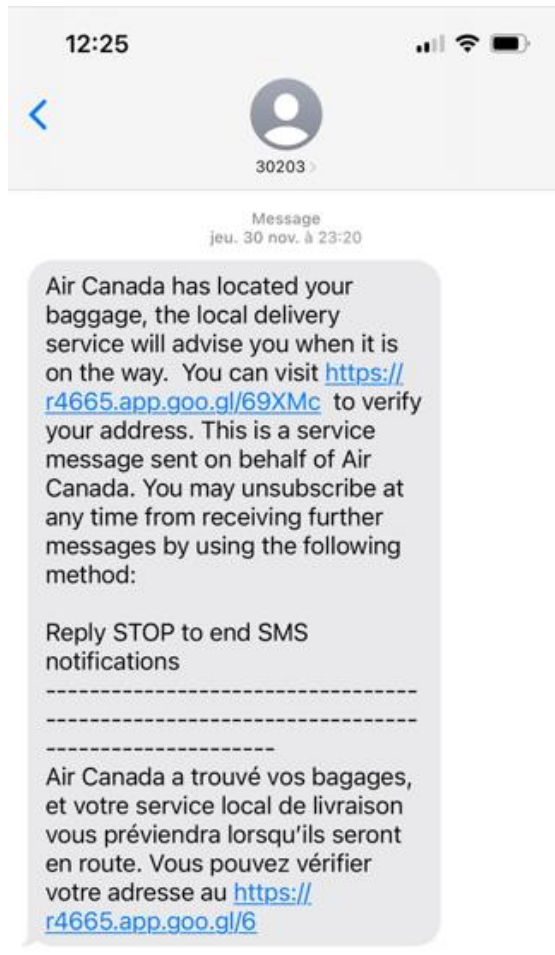 12:25
30203
Message
jeu. 30 nov. à 23:20
Air Canada has located your
baggage, the local delivery
service will advise you when it is
on the way.  You can visit https://
r4665.app.goo.gl/69XMc  to verify
your address. This is a service
message sent on behalf of Air
Canada. You may unsubscribe at
any time from receiving further
messages by using the following
method:
Reply STOP to end SMS
notifications
----------------------------------
----------------------------------
---------------------
Air Canada a trouvé vos bagages,
et votre service local de livraison
vous préviendra lorsqu’ils seront
en route. Vous pouvez vérifier
votre adresse au https://
r4665.app.goo.gl/6